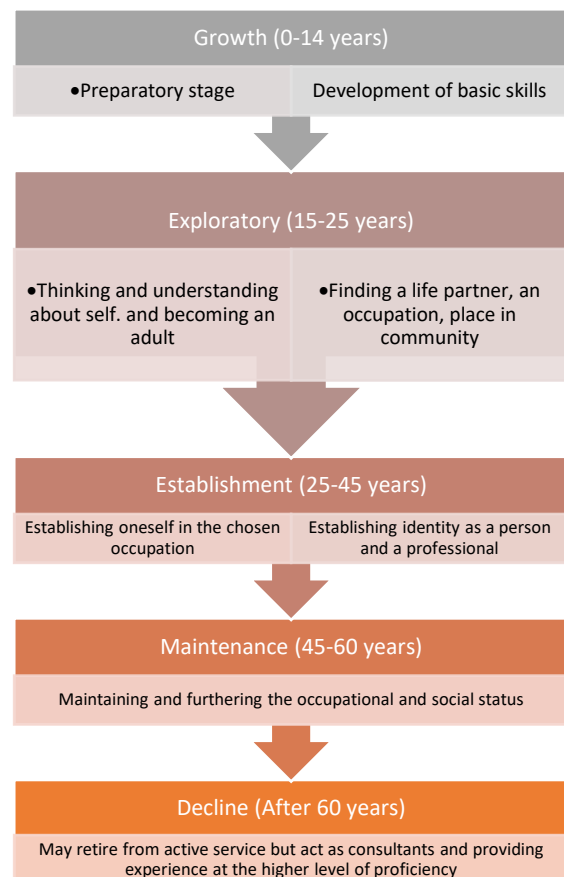 Growth (0-14 years)
•Preparatory stage
Development of basic skills
Exploratory (15-25 years)
•Thinking and understanding
about self. and becoming an
adult
•Finding a life partner, an
occupation, place in
community
Establishment (25-45 years)
Establishing oneself in the chosen
occupation
Establishing identity as a person
and a professional
Maintenance (45-60 years)
Maintaining and furthering the occupational and social status
Decline (After 60 years)
May retire from active service but act as consultants and providing
experience at the higher level of proficiency